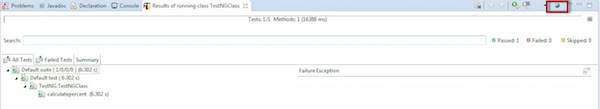 Problems Javadoc Declaration Console Results of running class TestNGClass
Tests: 1/1 Methods: 1 (16388 ms)
Search: Passed: 1 Failed: 0 Skipped: 0
All Tests Failed Tests Summary
Default suite ( 1/0/0/0 ) (6.302 s) Failure Exception
Default test ( 6.302 s)
TestNG.TestNGClass
calculatepercent (6.302 s)